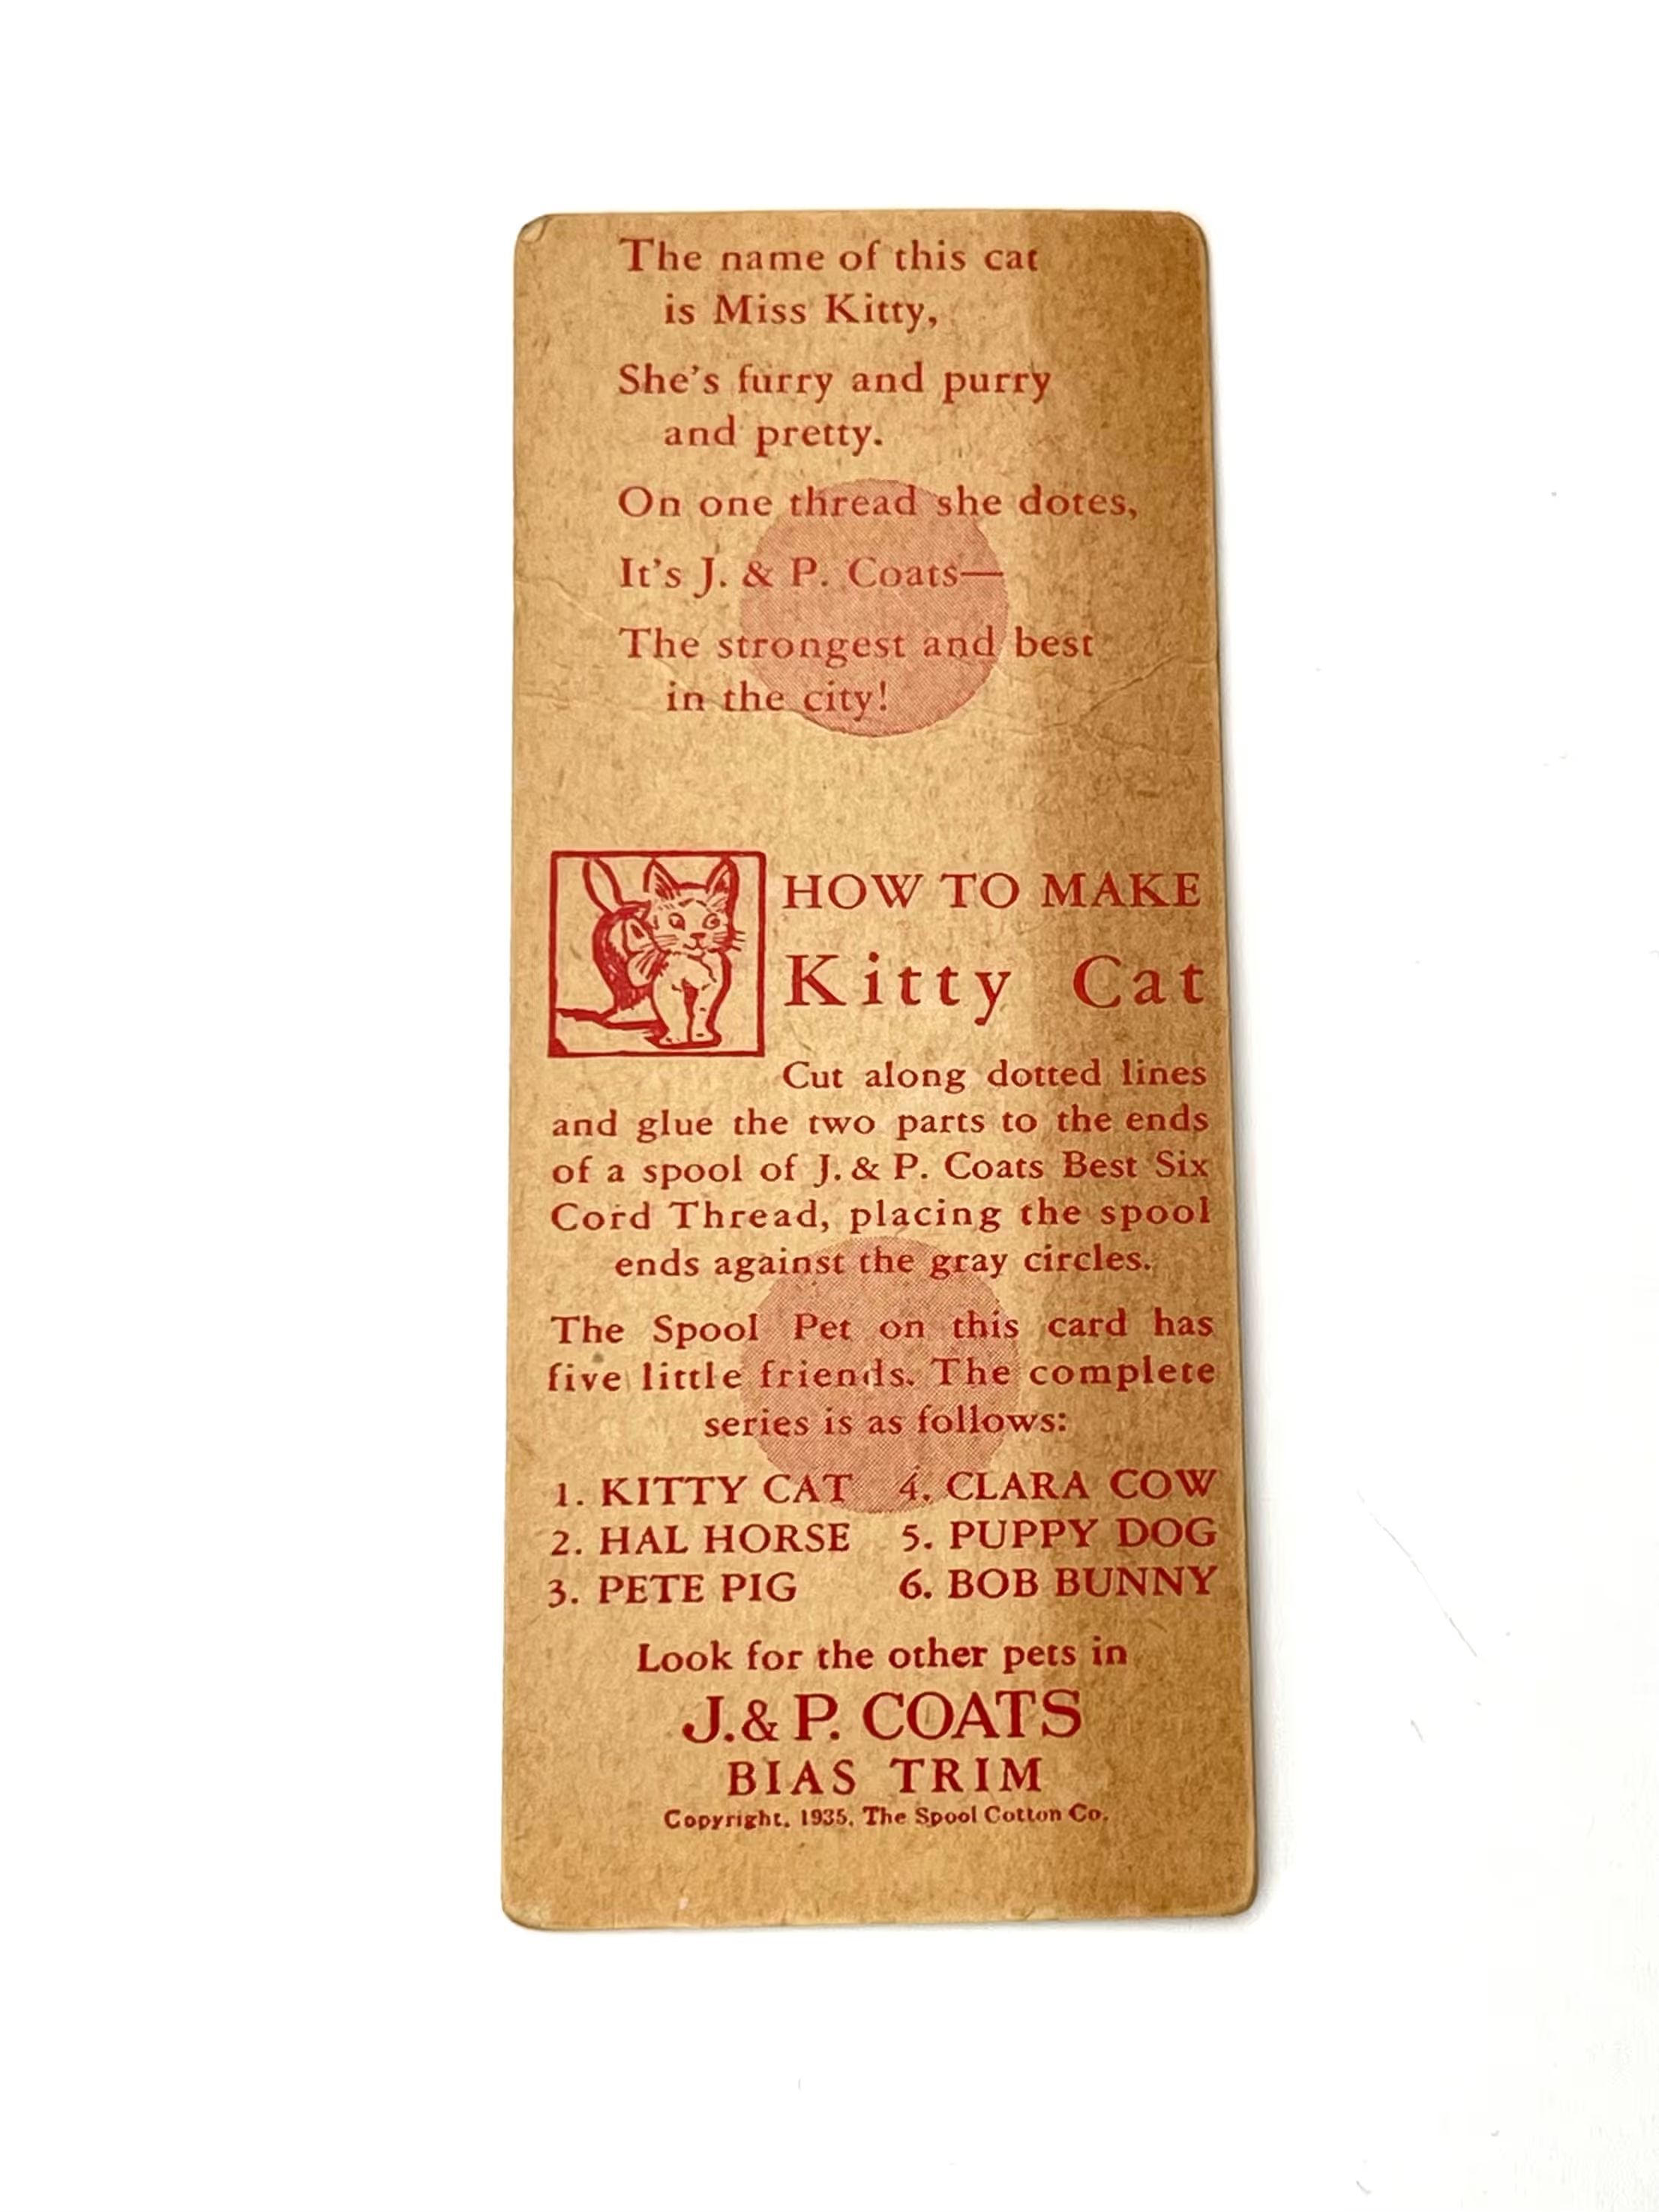 The name of this cat
is Miss Kitty,
She's furry and purry
and pretty.
On one thread she dotes,
It's J. & P. Coats—
The strongest and best
in the city!
HOW TO MAKE
Kitty Cat
Cut along dotted lines
and glue the two parts to the ends
of a spool of J. & P. Coats Best Six
Cord Thread, placing the spool
ends against the gray circles.
The Spool Pet on this card has
five little friends. The complete
series is as follows:
1. KITTY CAT 4. CLARA COW
2. HAL HORSE 5. PUPPY DOG
3. PETE PIG 6. BOB BUNNY
Look for the other pets in
J. & P. COATS
BIAS TRIM
Copyright, 1935, The Spool Cotton Co.